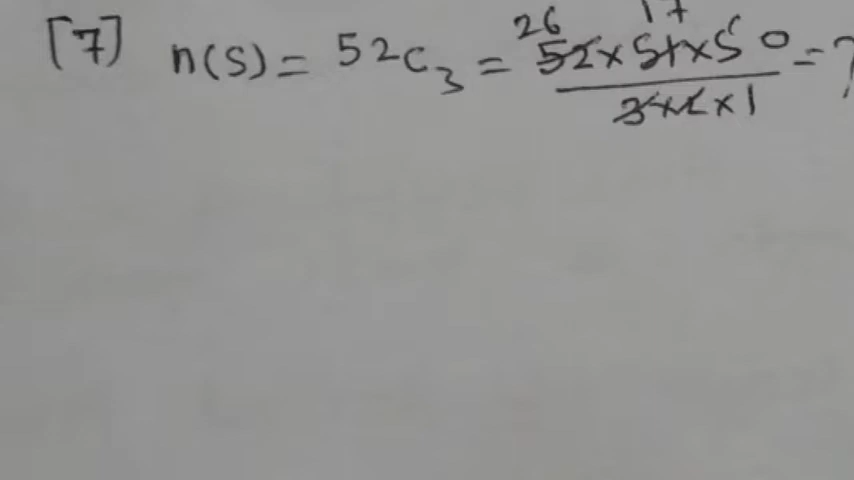 [7] n(S) = 52C3 = 52×51×50 / 3×2×1 = ?
26 17